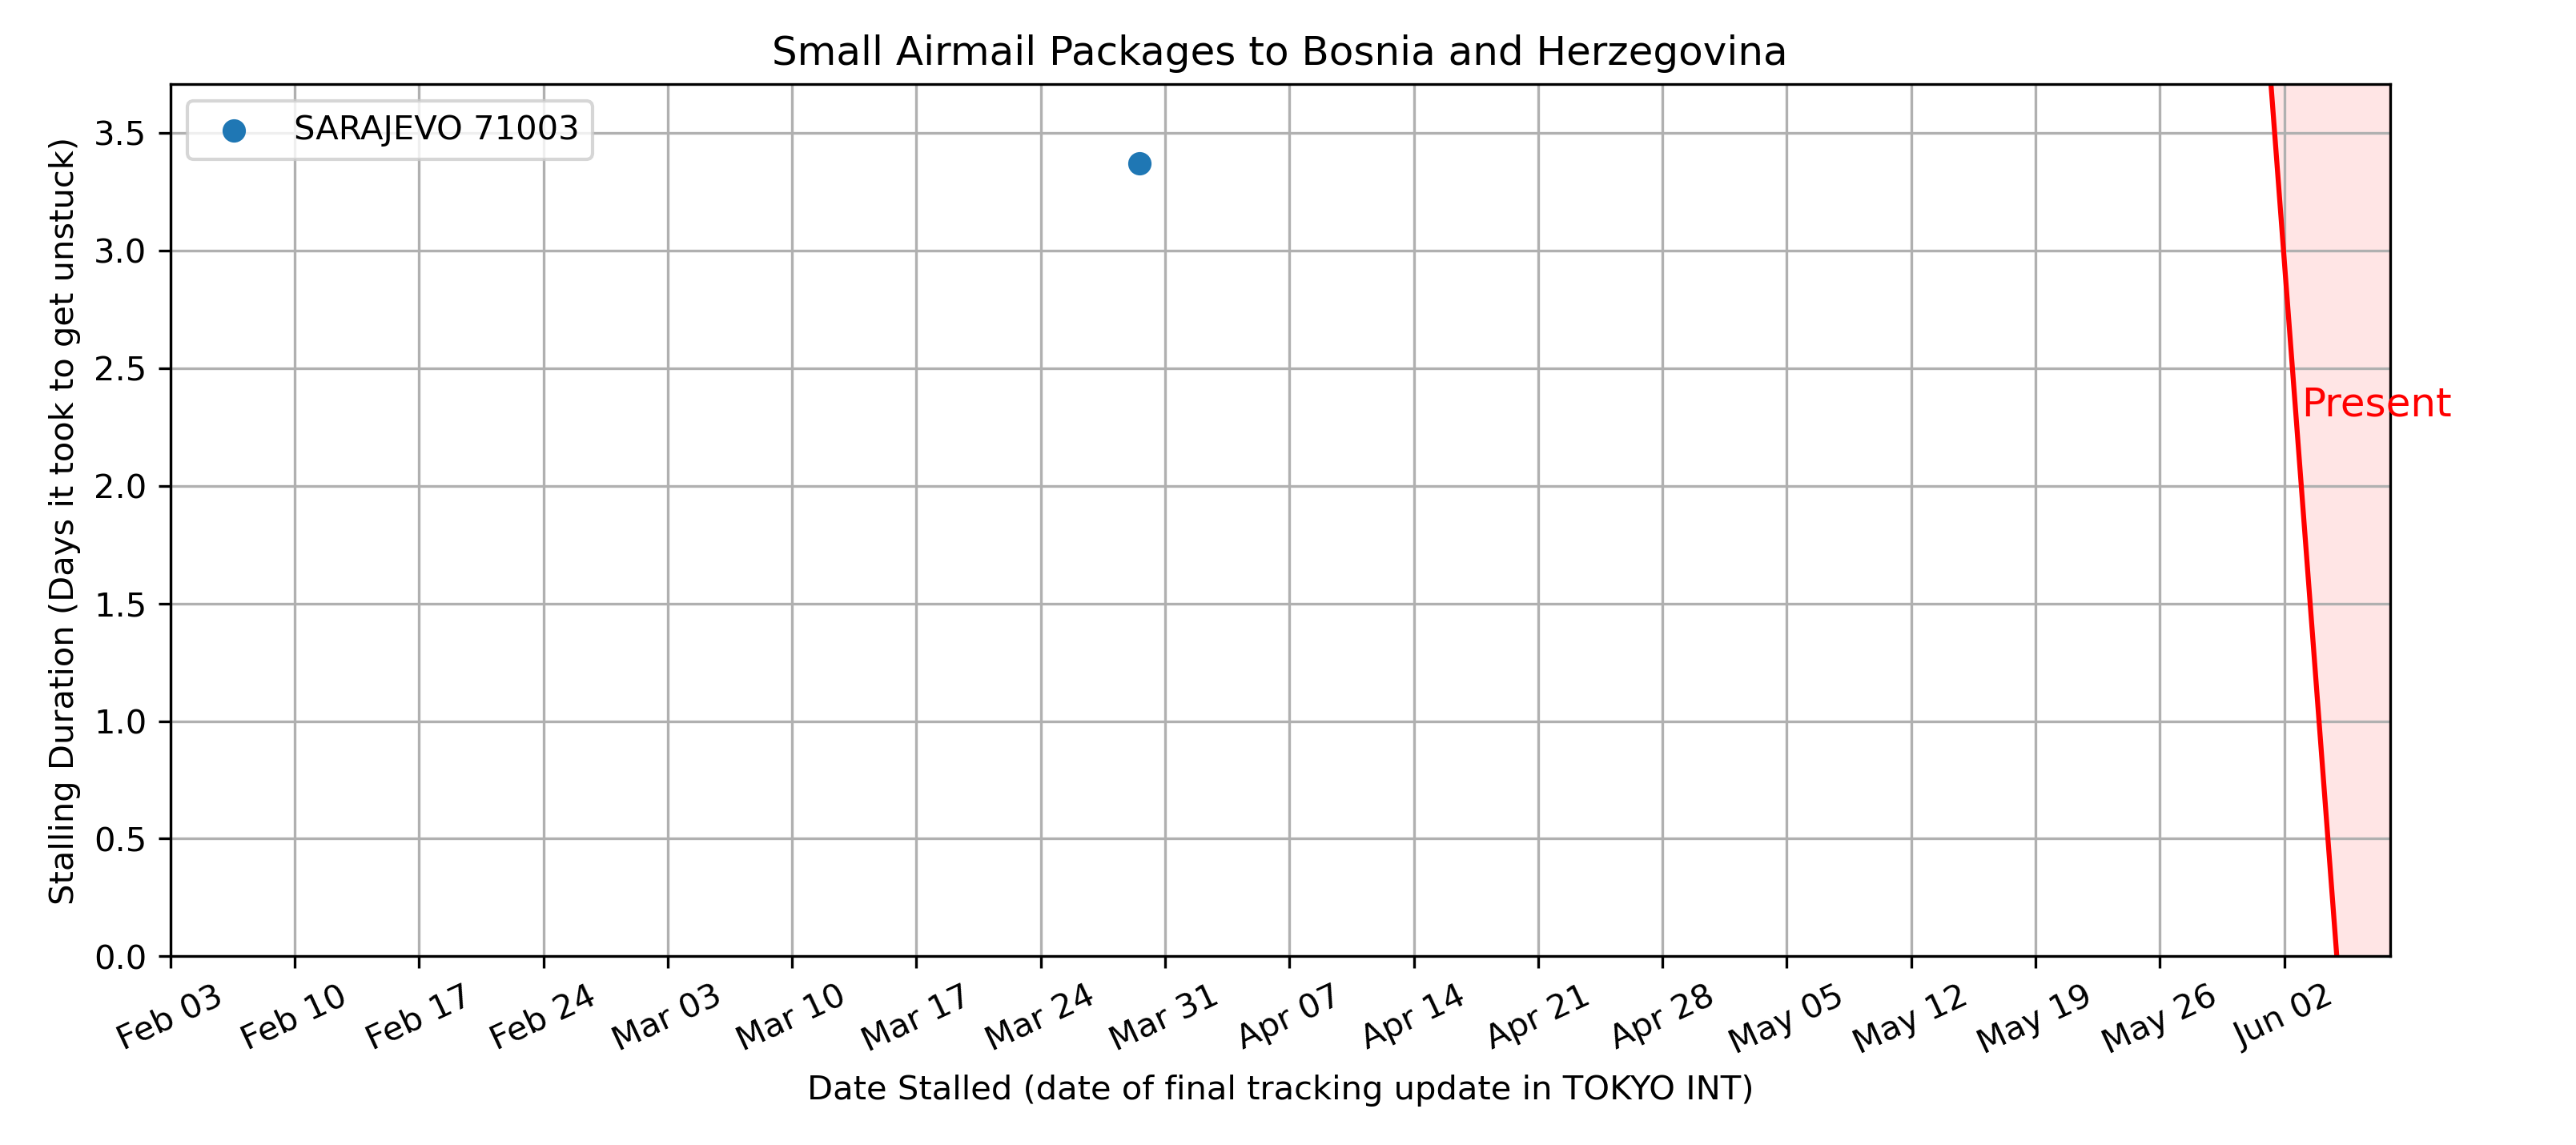 Small Airmail Packages to Bosnia and Herzegovina
SARAJEVO 71003
Stalling Duration (Days it took to get unstuck)
3.5
3.0
2.5
2.0
1.5
1.0
0.5
0.0
Present
Feb 03
Feb 10
Feb 17
Feb 24
Mar 03
Mar 10
Mar 17
Mar 24
Mar 31
Apr 07
Apr 14
Apr 21
Apr 28
May 05
May 12
May 19
May 26
Jun 02
Date Stalled (date of final tracking update in TOKYO INT)